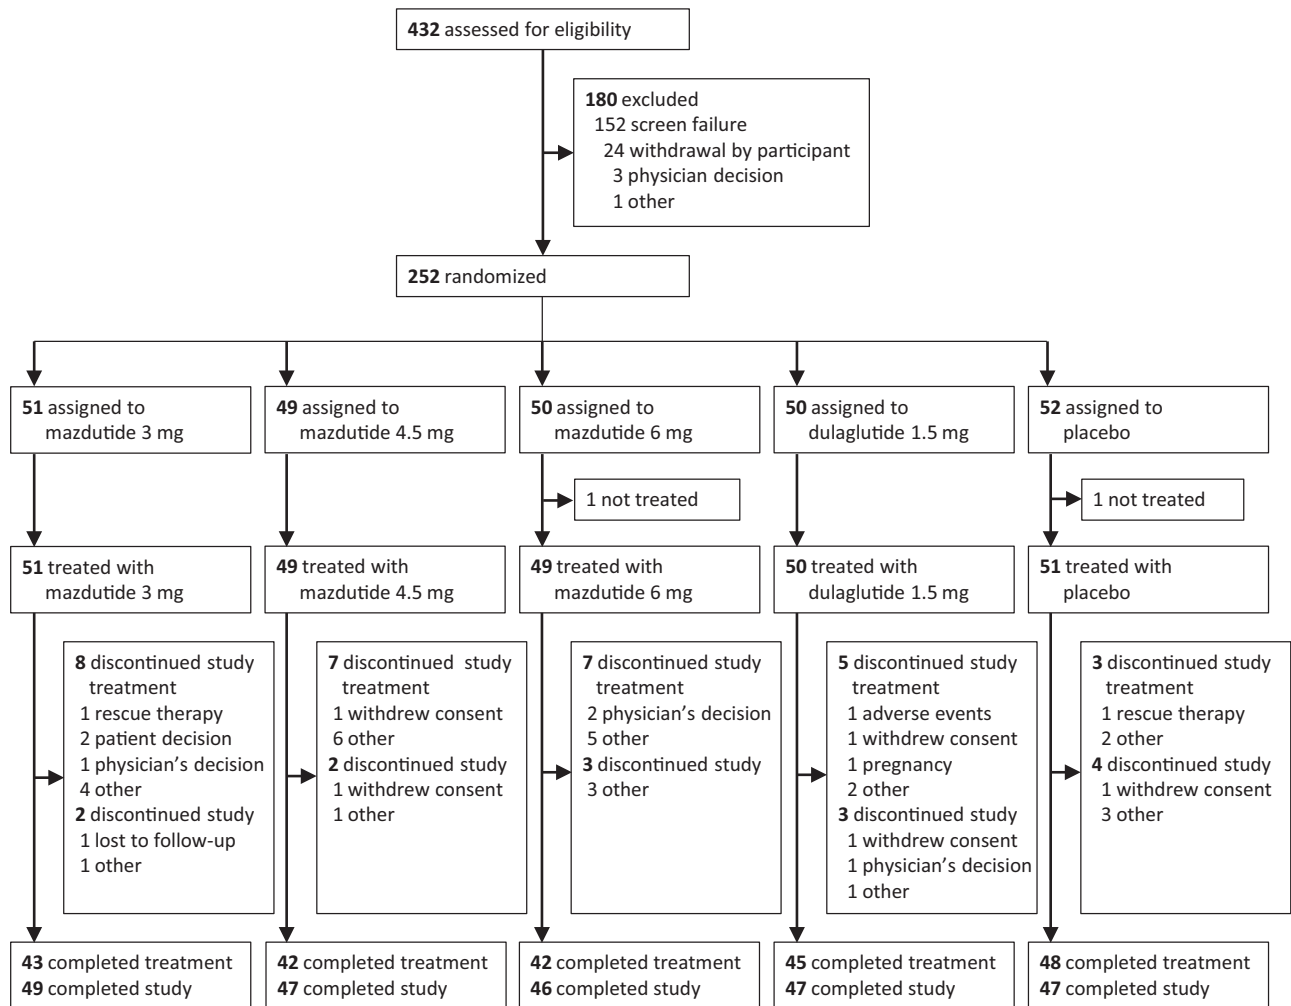 432 assessed for eligibility
180 excluded
152 screen failure
24 withdrawal by participant
3 physician decision
1 other
252 randomized
51 assigned to
mazdutide 3 mg
49 assigned to
mazdutide 4.5 mg
50 assigned to
mazdutide 6 mg
50 assigned to
dulaglutide 1.5 mg
52 assigned to
placebo
1 not treated
1 not treated
51 treated with
mazdutide 3 mg
49 treated with
mazdutide 4.5 mg
49 treated with
mazdutide 6 mg
50 treated with
dulaglutide 1.5 mg
51 treated with
placebo
8 discontinued study
treatment
1 rescue therapy
2 patient decision
1 physician's decision
4 other
2 discontinued study
1 lost to follow-up
1 other
7 discontinued study
treatment
1 withdrew consent
6 other
2 discontinued study
1 withdrew consent
1 other
7 discontinued study
treatment
2 physician's decision
5 other
3 discontinued study
3 other
5 discontinued study
treatment
1 adverse events
1 withdrew consent
1 pregnancy
2 other
3 discontinued study
1 withdrew consent
1 physician's decision
1 other
3 discontinued study
treatment
1 rescue therapy
2 other
4 discontinued study
1 withdrew consent
3 other
43 completed treatment
49 completed study
42 completed treatment
47 completed study
42 completed treatment
46 completed study
45 completed treatment
47 completed study
48 completed treatment
47 completed study